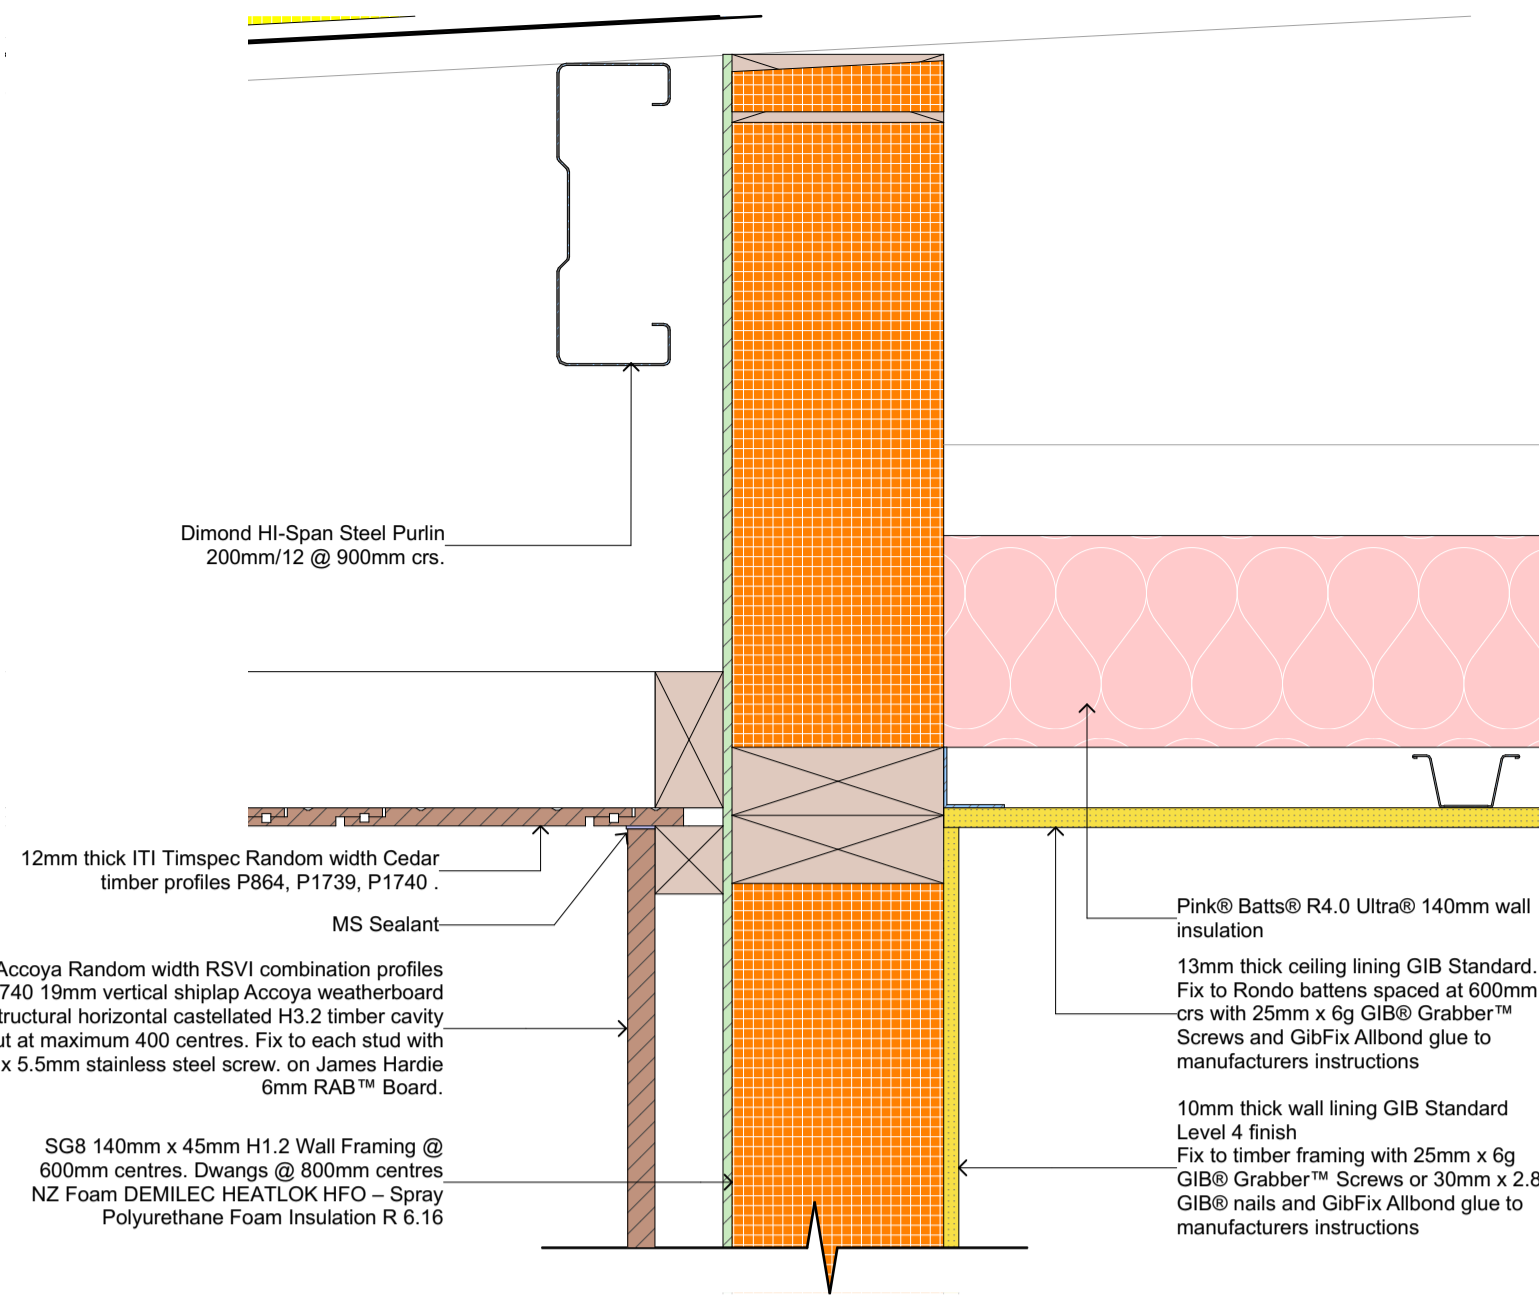 Dimond HI-Span Steel Purlin
200mm/12 @ 900mm crs.
12mm thick ITI Timspec Random width Cedar
timber profiles P864, P1739, P1740 .
MS Sealant
Accoya Random width RSVI combination profiles
740 19mm vertical shiplap Accoya weatherboard
tructural horizontal castellated H3.2 timber cavity
ut at maximum 400 centres. Fix to each stud with
x 5.5mm stainless steel screw. on James Hardie
6mm RAB™ Board.
SG8 140mm x 45mm H1.2 Wall Framing @
600mm centres. Dwangs @ 800mm centres
NZ Foam DEMILEC HEATLOK HFO – Spray
Polyurethane Foam Insulation R 6.16
Pink® Batts® R4.0 Ultra® 140mm wall
insulation
13mm thick ceiling lining GIB Standard.
Fix to Rondo battens spaced at 600mm
crs with 25mm x 6g GIB® Grabber™
Screws and GibFix Allbond glue to
manufacturers instructions
10mm thick wall lining GIB Standard
Level 4 finish
Fix to timber framing with 25mm x 6g
GIB® Grabber™ Screws or 30mm x 2.8
GIB® nails and GibFix Allbond glue to
manufacturers instructions